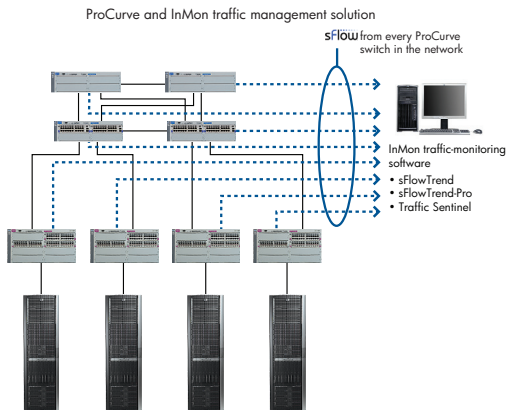 ProCurve and InMon traffic management solution
sFlow from every ProCurve
switch in the network
InMon traffic-monitoring
software
• sFlowTrend
• sFlowTrend-Pro
• Traffic Sentinel